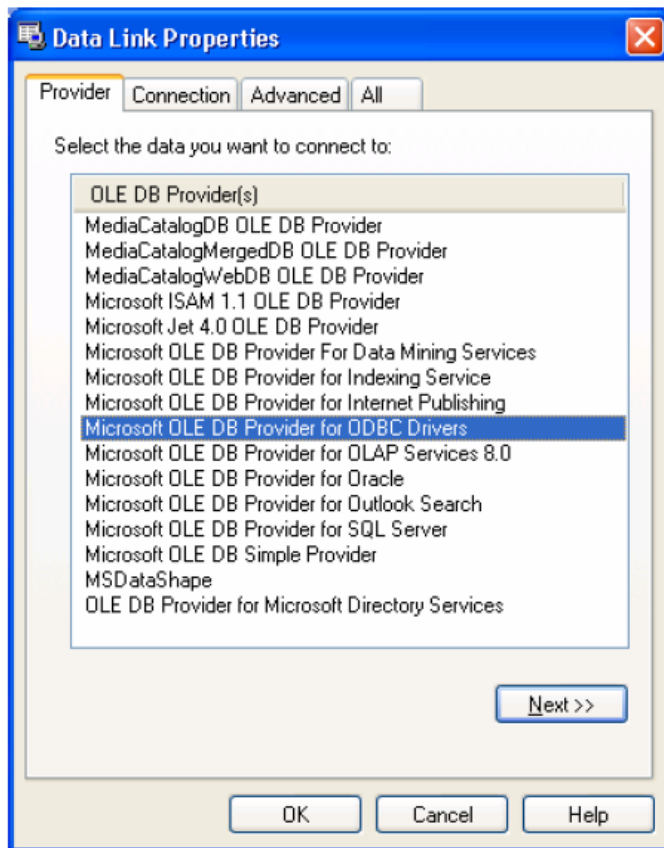 Data Link Properties
Provider Connection Advanced All
Select the data you want to connect to:
OLE DB Provider(s)
MediaCatalogDB OLE DB Provider
MediaCatalogMergedDB OLE DB Provider
MediaCatalogWebDB OLE DB Provider
Microsoft ISAM 1.1 OLE DB Provider
Microsoft Jet 4.0 OLE DB Provider
Microsoft OLE DB Provider For Data Mining Services
Microsoft OLE DB Provider for Indexing Service
Microsoft OLE DB Provider for Internet Publishing
Microsoft OLE DB Provider for ODBC Drivers
Microsoft OLE DB Provider for OLAP Services 8.0
Microsoft OLE DB Provider for Oracle
Microsoft OLE DB Provider for Outlook Search
Microsoft OLE DB Provider for SQL Server
Microsoft OLE DB Simple Provider
MSDataShape
OLE DB Provider for Microsoft Directory Services
Next >>
OK Cancel Help